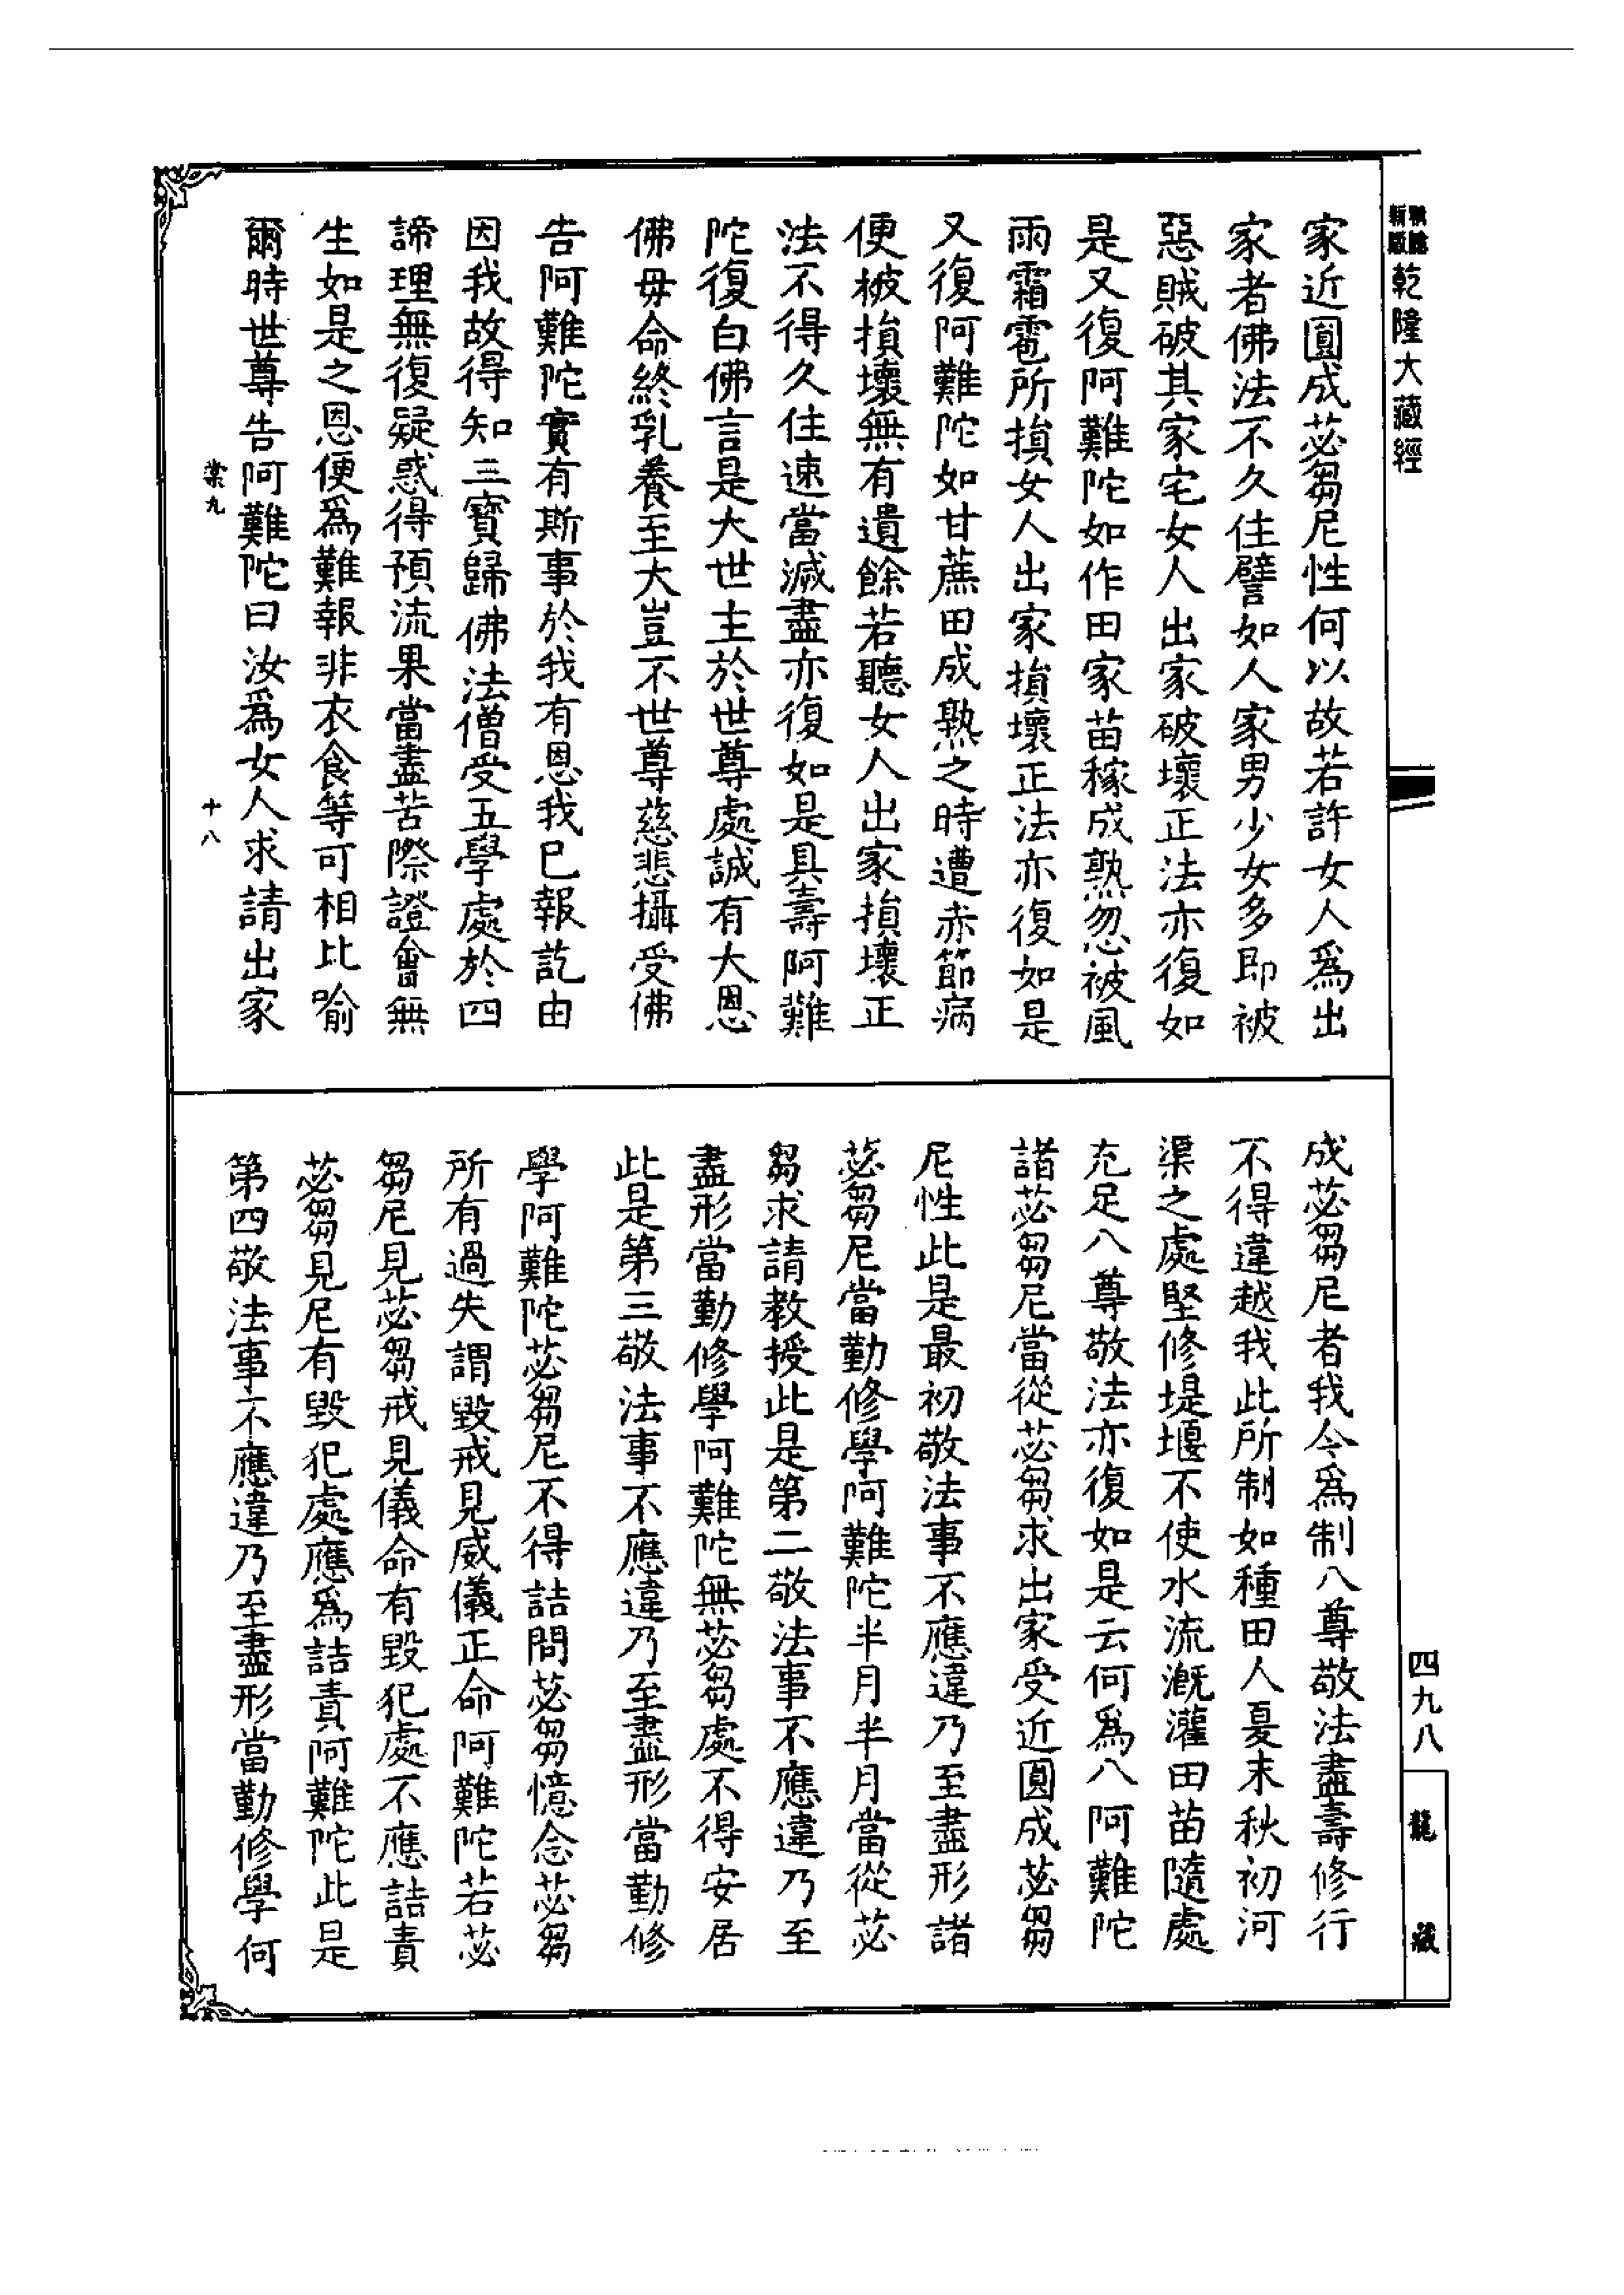 乾隆大藏經
家近圓成苾芻尼性何以故若許女人爲出
家者佛法不久住譬如人家男少女多即被
惡賊破其家宅女人出家破壞正法亦復如
是又復阿難陀如作田家苗稼成熟忽被風
雨霜雹所損女人出家損壞正法亦復如是
又復阿難陀如甘蔗田成熟之時遭赤節病
便被損壞無有遺餘若聽女人出家損壞正
法不得久住速當滅盡亦復如是具壽阿難
陀復白佛言是大世主於世尊處誠有大恩
佛母命終乳養至大豈不世尊慈悲攝受佛
告阿難陀實有斯事於我有恩我已報訖由
因我故得知三寶歸佛法僧受五學處於四
諦理無復疑惑得預流果當盡苦際證會無
生如是之恩便爲難報非衣食等可相比喻
爾時世尊告阿難陀曰汝爲女人求請出家
棠九 十八
成苾芻尼者我今爲制八尊敬法盡壽修行
不得違越我此所制如種田人夏末秋初河
渠之處堅修堤堰不使水流溉灌田苗隨處
充足八尊敬法亦復如是云何爲八阿難陀
諸苾芻尼當從苾芻求出家受近圓成苾芻
尼性此是最初敬法事不應違乃至盡形諸
苾芻尼當勤修學阿難陀半月半月當從苾
芻求請教授此是第二敬法事不應違乃至
盡形當勤修學阿難陀無苾芻處不得安居
此是第三敬法事不應違乃至盡形當勤修
學阿難陀苾芻尼不得詰問苾芻憶念苾芻
所有過失謂毀戒見威儀正命阿難陀若苾
芻尼見苾芻戒見儀命有毀犯處不應詰責
苾芻見尼有毀犯處應爲詰責阿難陀此是
第四敬法事不應違乃至盡形當勤修學何
四九八
龍藏